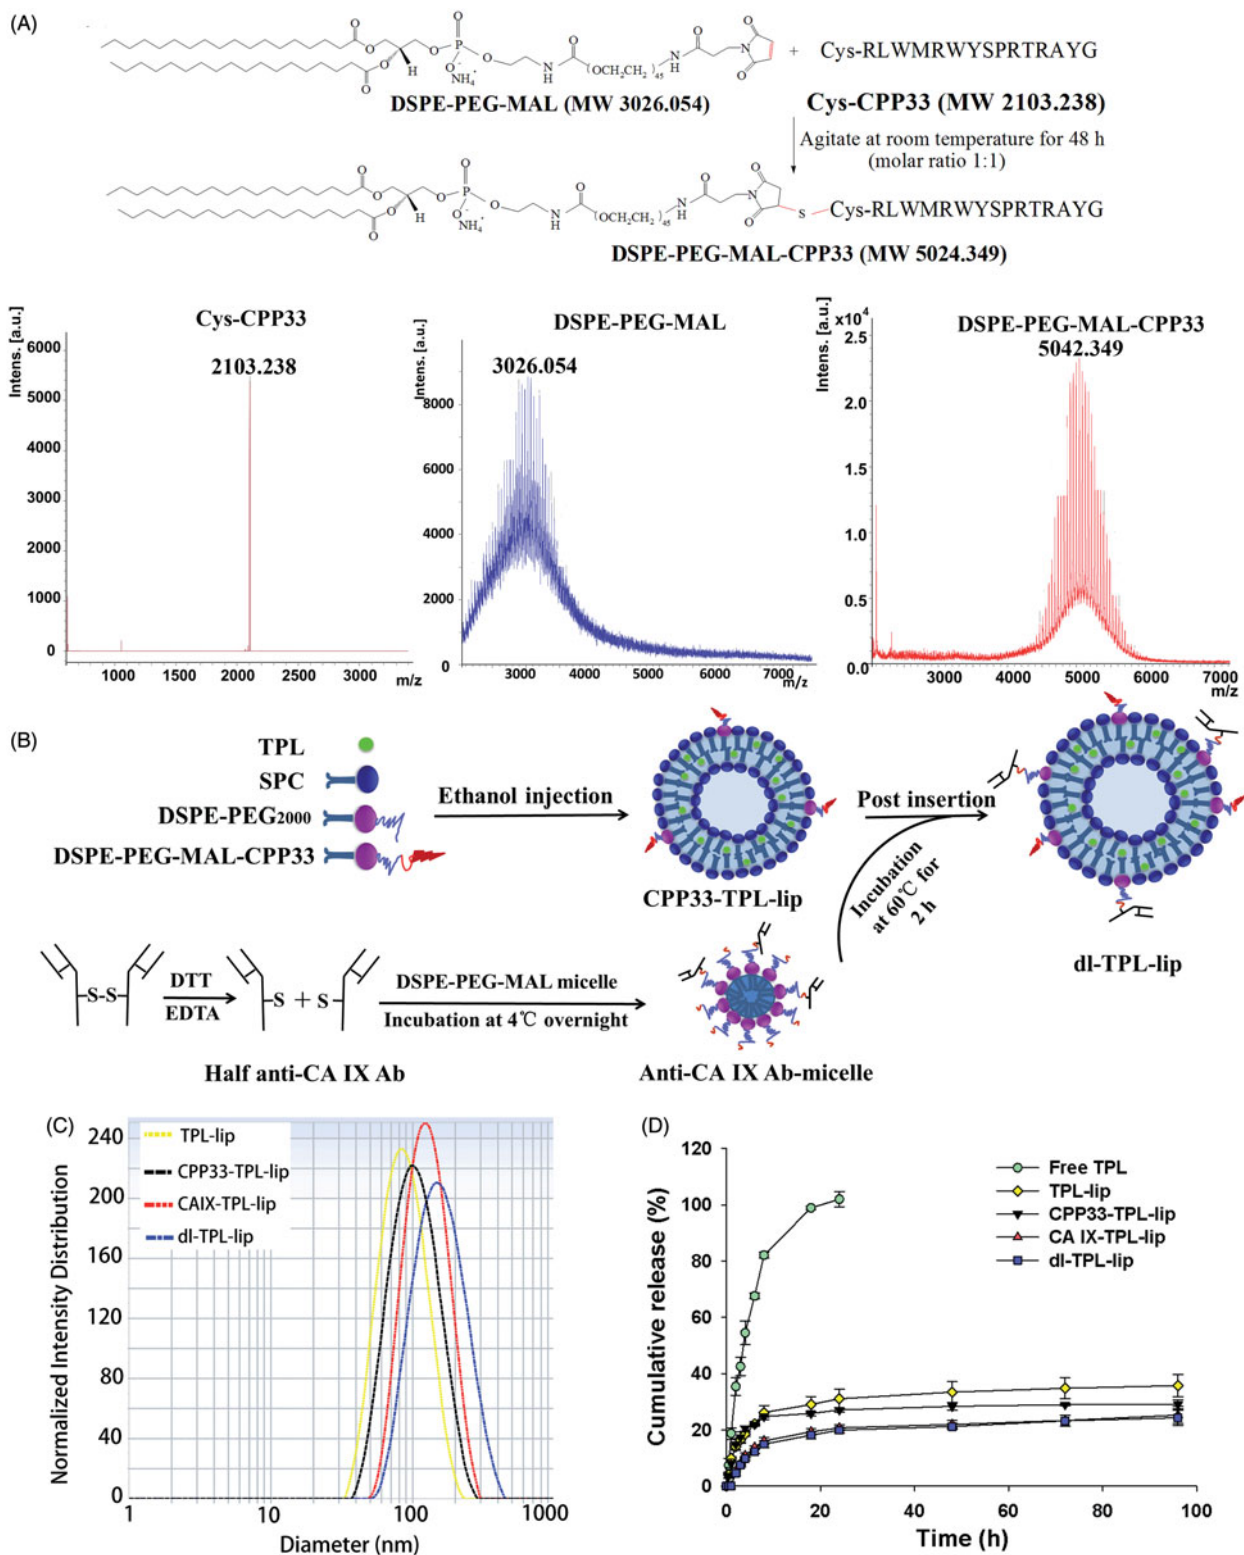 (A)
Cys-RLWMRWYSPRTRAYG
DSPE-PEG-MAL (MW 3026.054)
Cys-CPP33 (MW 2103.238)
Agitate at room temperature for 48 h
(molar ratio 1:1)
Cys-RLWMRWYSPRTRAYG
DSPE-PEG-MAL-CPP33 (MW 5024.349)
Cys-CPP33
2103.238
Intens. [a.u.]
6000
5000
4000
3000
2000
1000
0
1000 2000 3000
m/z
DSPE-PEG-MAL
3026.054
Intens. [a.u.]
8000
6000
4000
2000
0
3000 4000 5000 6000 7000
m/z
DSPE-PEG-MAL-CPP33
5042.349
Intens. [a.u.]
x10⁴
2.5
2.0
1.5
1.0
0.5
0.0
3000 4000 5000 6000 7000
m/z
(B)
TPL
SPC
DSPE-PEG2000
DSPE-PEG-MAL-CPP33
Ethanol injection
CPP33-TPL-lip
Post insertion
Incubation
at 60℃ for
2 h
dl-TPL-lip
S-S
DTT
EDTA
S + S
Half anti-CA IX Ab
DSPE-PEG-MAL micelle
Incubation at 4℃ overnight
Anti-CA IX Ab-micelle
(C)
TPL-lip
CPP33-TPL-lip
CAIX-TPL-lip
dl-TPL-lip
Normalized Intensity Distribution
240
200
160
120
80
40
0
1 10 100 1000
Diameter (nm)
(D)
Free TPL
TPL-lip
CPP33-TPL-lip
CA IX-TPL-lip
dl-TPL-lip
Cumulative release (%)
120
100
80
60
40
20
0
0 20 40 60 80 100
Time (h)